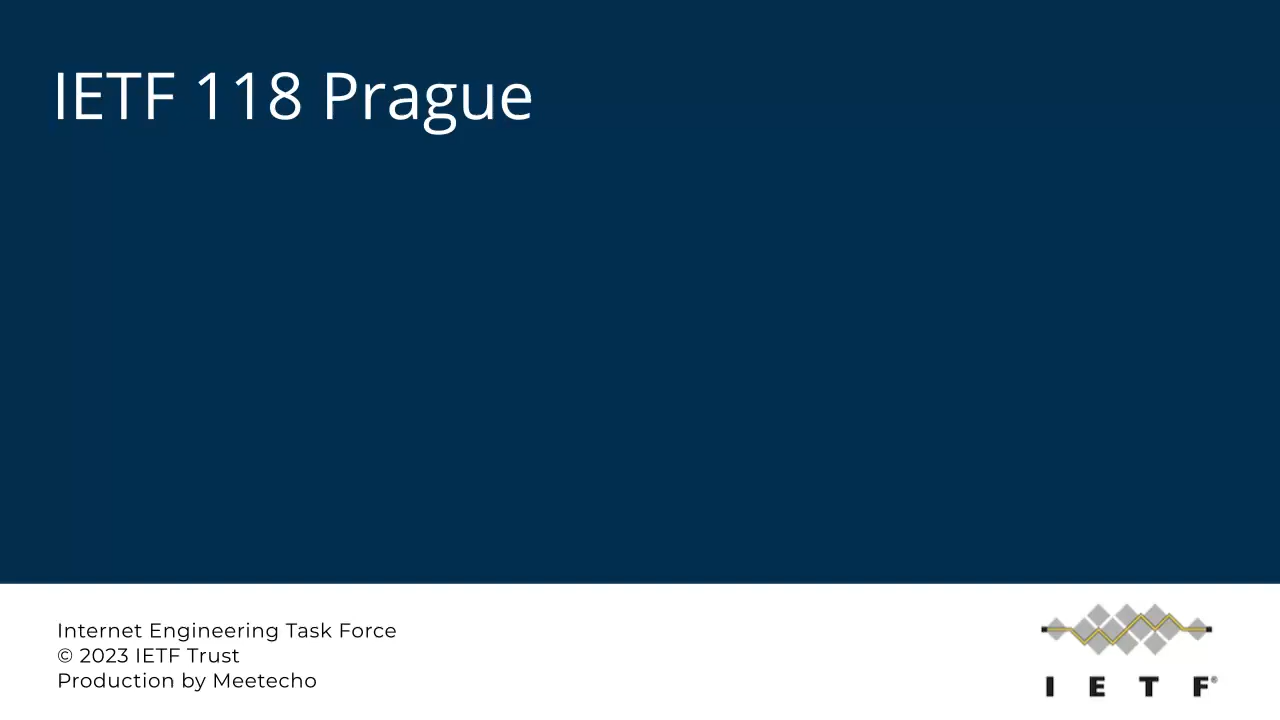 IETF 118 Prague
Internet Engineering Task Force
© 2023 IETF Trust
Production by Meetecho
I E T F®